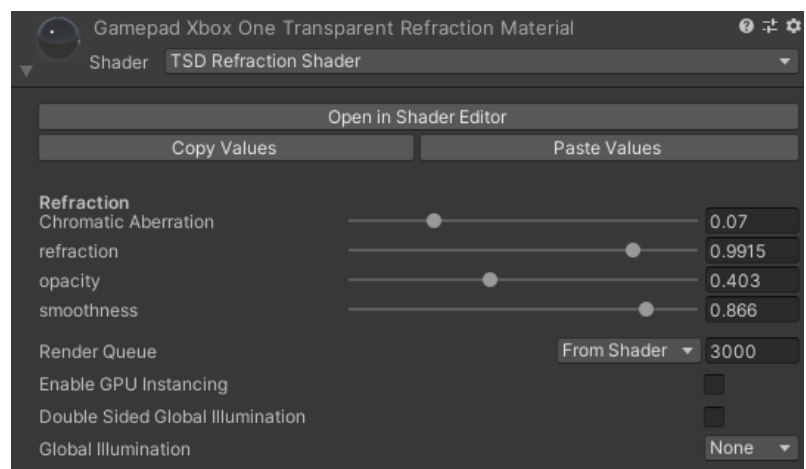 Gamepad Xbox One Transparent Refraction Material
Shader TSD Refraction Shader
Open in Shader Editor
Copy Values Paste Values
Refraction
Chromatic Aberration 0.07
refraction 0.9915
opacity 0.403
smoothness 0.866
Render Queue From Shader 3000
Enable GPU Instancing
Double Sided Global Illumination
Global Illumination None